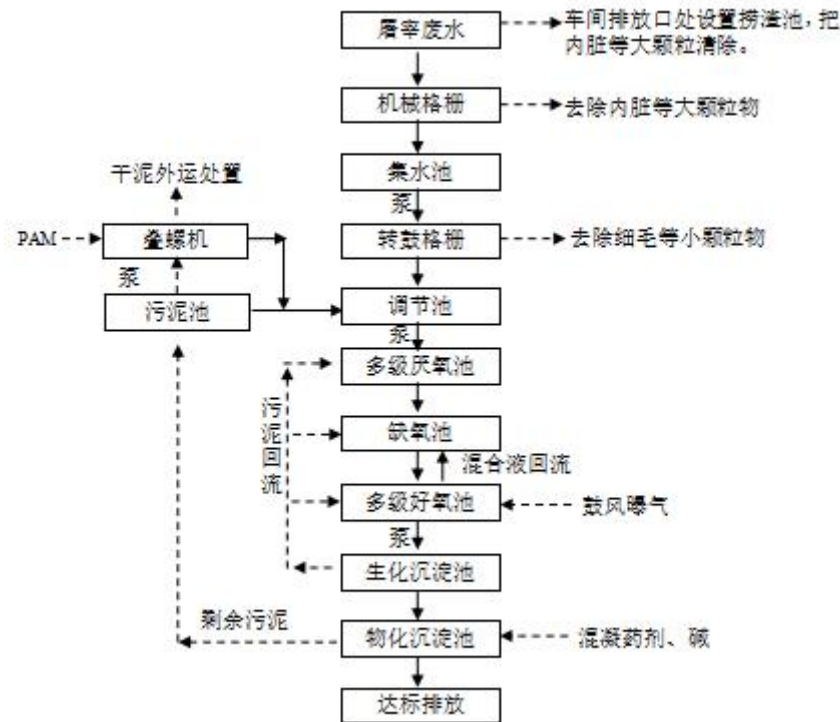 屠宰废水
车间排放口处设置捞渣池，把
内脏等大颗粒清除。
机械格栅
去除内脏等大颗粒物
干泥外运处置
集水池
泵
PAM
叠螺机
转鼓格栅
去除细毛等小颗粒物
泵
污泥池
调节池
泵
多级厌氧池
污泥回流
缺氧池
混合液回流
多级好氧池
鼓风曝气
泵
生化沉淀池
剩余污泥
物化沉淀池
混凝药剂、碱
达标排放